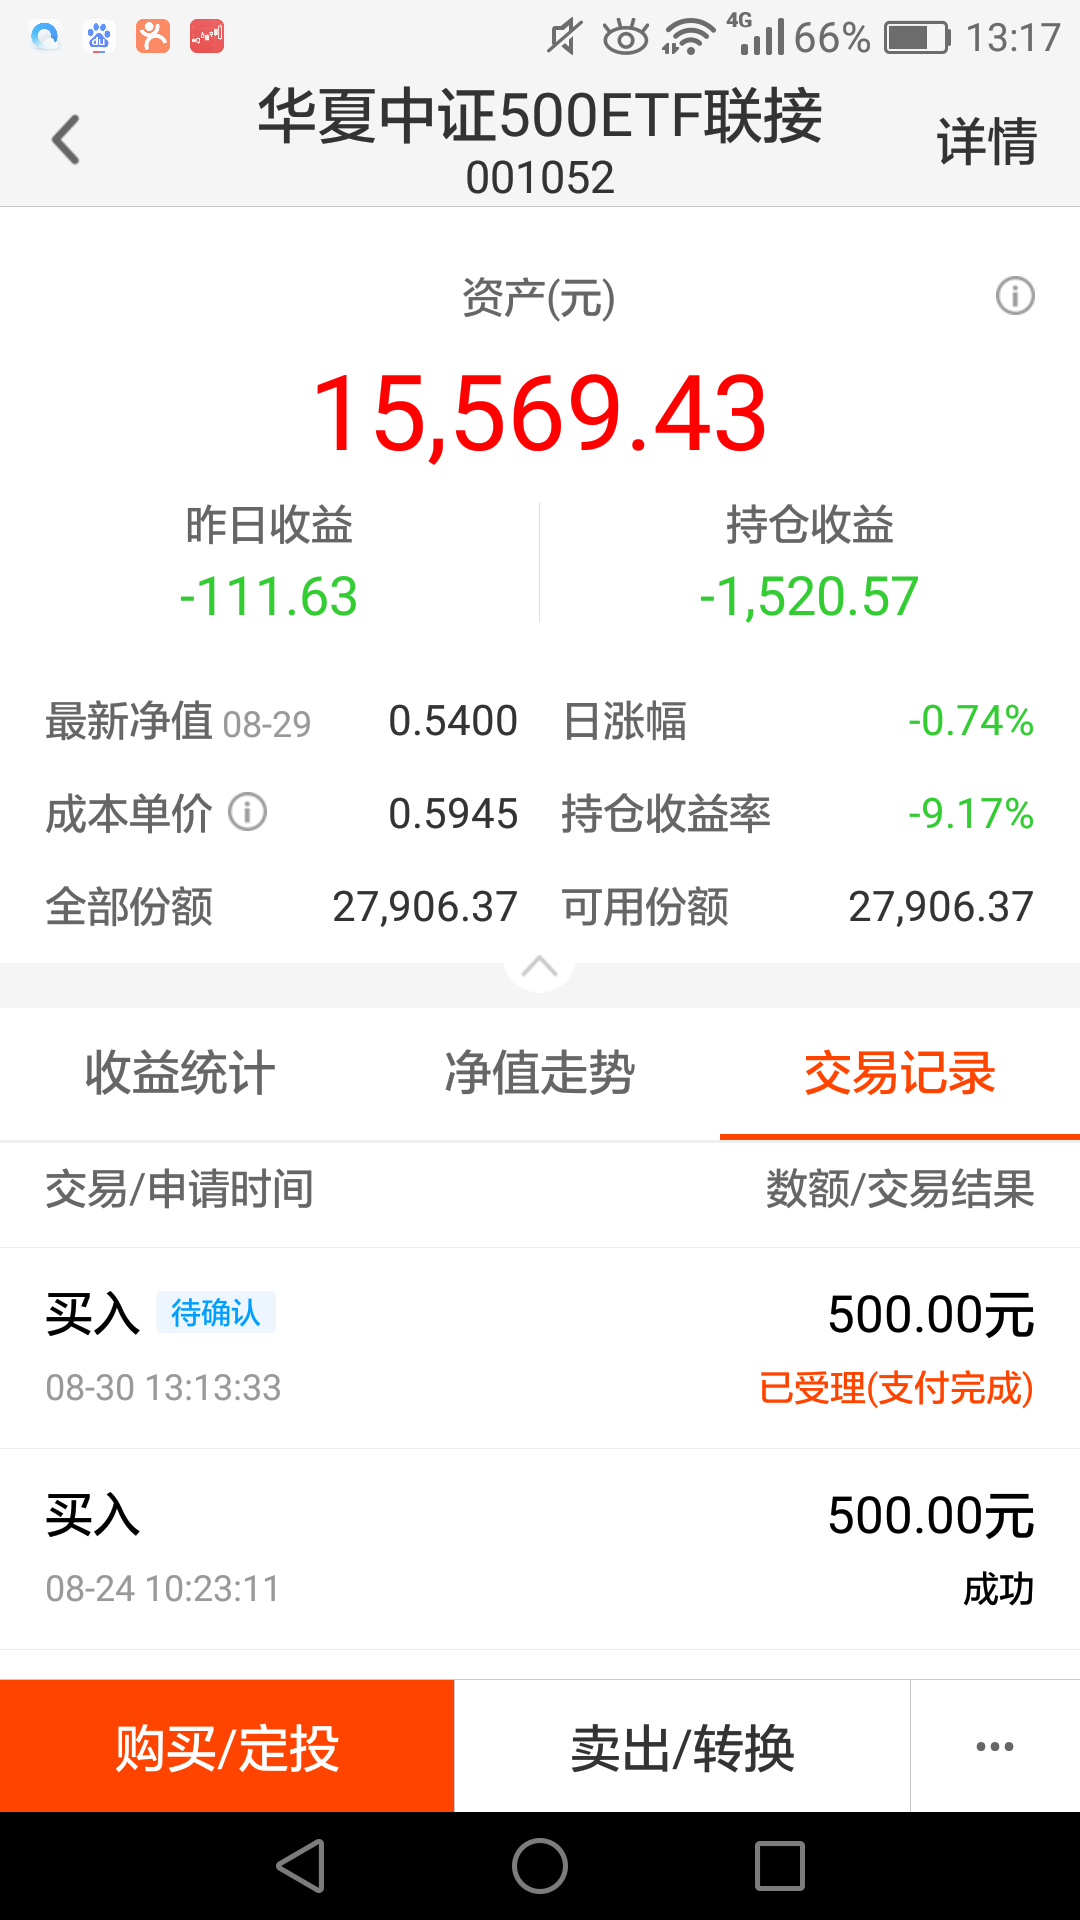 4G 66% 13:17
华夏中证500ETF联接
001052
详情
资产(元)
15,569.43
昨日收益 持仓收益
-111.63 -1,520.57
最新净值 08-29 0.5400 日涨幅 -0.74%
成本单价 0.5945 持仓收益率 -9.17%
全部份额 27,906.37 可用份额 27,906.37
收益统计 净值走势 交易记录
交易/申请时间 数额/交易结果
买入 待确认 500.00元
08-30 13:13:33 已受理(支付完成)
买入 500.00元
08-24 10:23:11 成功
购买/定投 卖出/转换 ...